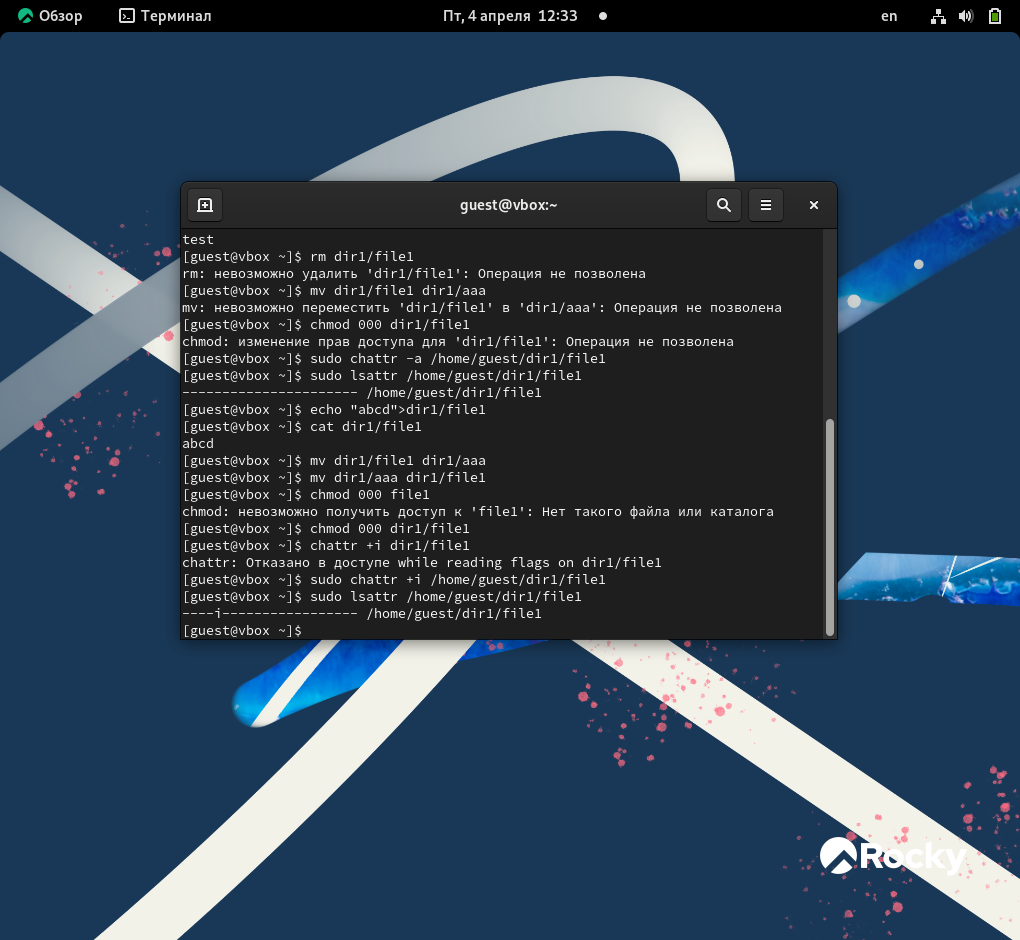 Обзор
Терминал
Пт, 4 апреля 12:33
en
guest@vbox:~
test
[guest@vbox ~]$ rm dir1/file1
rm: невозможно удалить 'dir1/file1': Операция не позволена
[guest@vbox ~]$ mv dir1/file1 dir1/aaa
mv: невозможно переместить 'dir1/file1' в 'dir1/aaa': Операция не позволена
[guest@vbox ~]$ chmod 000 dir1/file1
chmod: изменение прав доступа для 'dir1/file1': Операция не позволена
[guest@vbox ~]$ sudo chattr -a /home/guest/dir1/file1
[guest@vbox ~]$ sudo lsattr /home/guest/dir1/file1
---------------------- /home/guest/dir1/file1
[guest@vbox ~]$ echo "abcd">dir1/file1
[guest@vbox ~]$ cat dir1/file1
abcd
[guest@vbox ~]$ mv dir1/file1 dir1/aaa
[guest@vbox ~]$ mv dir1/aaa dir1/file1
[guest@vbox ~]$ chmod 000 file1
chmod: невозможно получить доступ к 'file1': Нет такого файла или каталога
[guest@vbox ~]$ chmod 000 dir1/file1
[guest@vbox ~]$ chattr +i dir1/file1
chattr: Отказано в доступе while reading flags on dir1/file1
[guest@vbox ~]$ sudo chattr +i /home/guest/dir1/file1
[guest@vbox ~]$ sudo lsattr /home/guest/dir1/file1
----i----------------- /home/guest/dir1/file1
[guest@vbox ~]$
Rocky